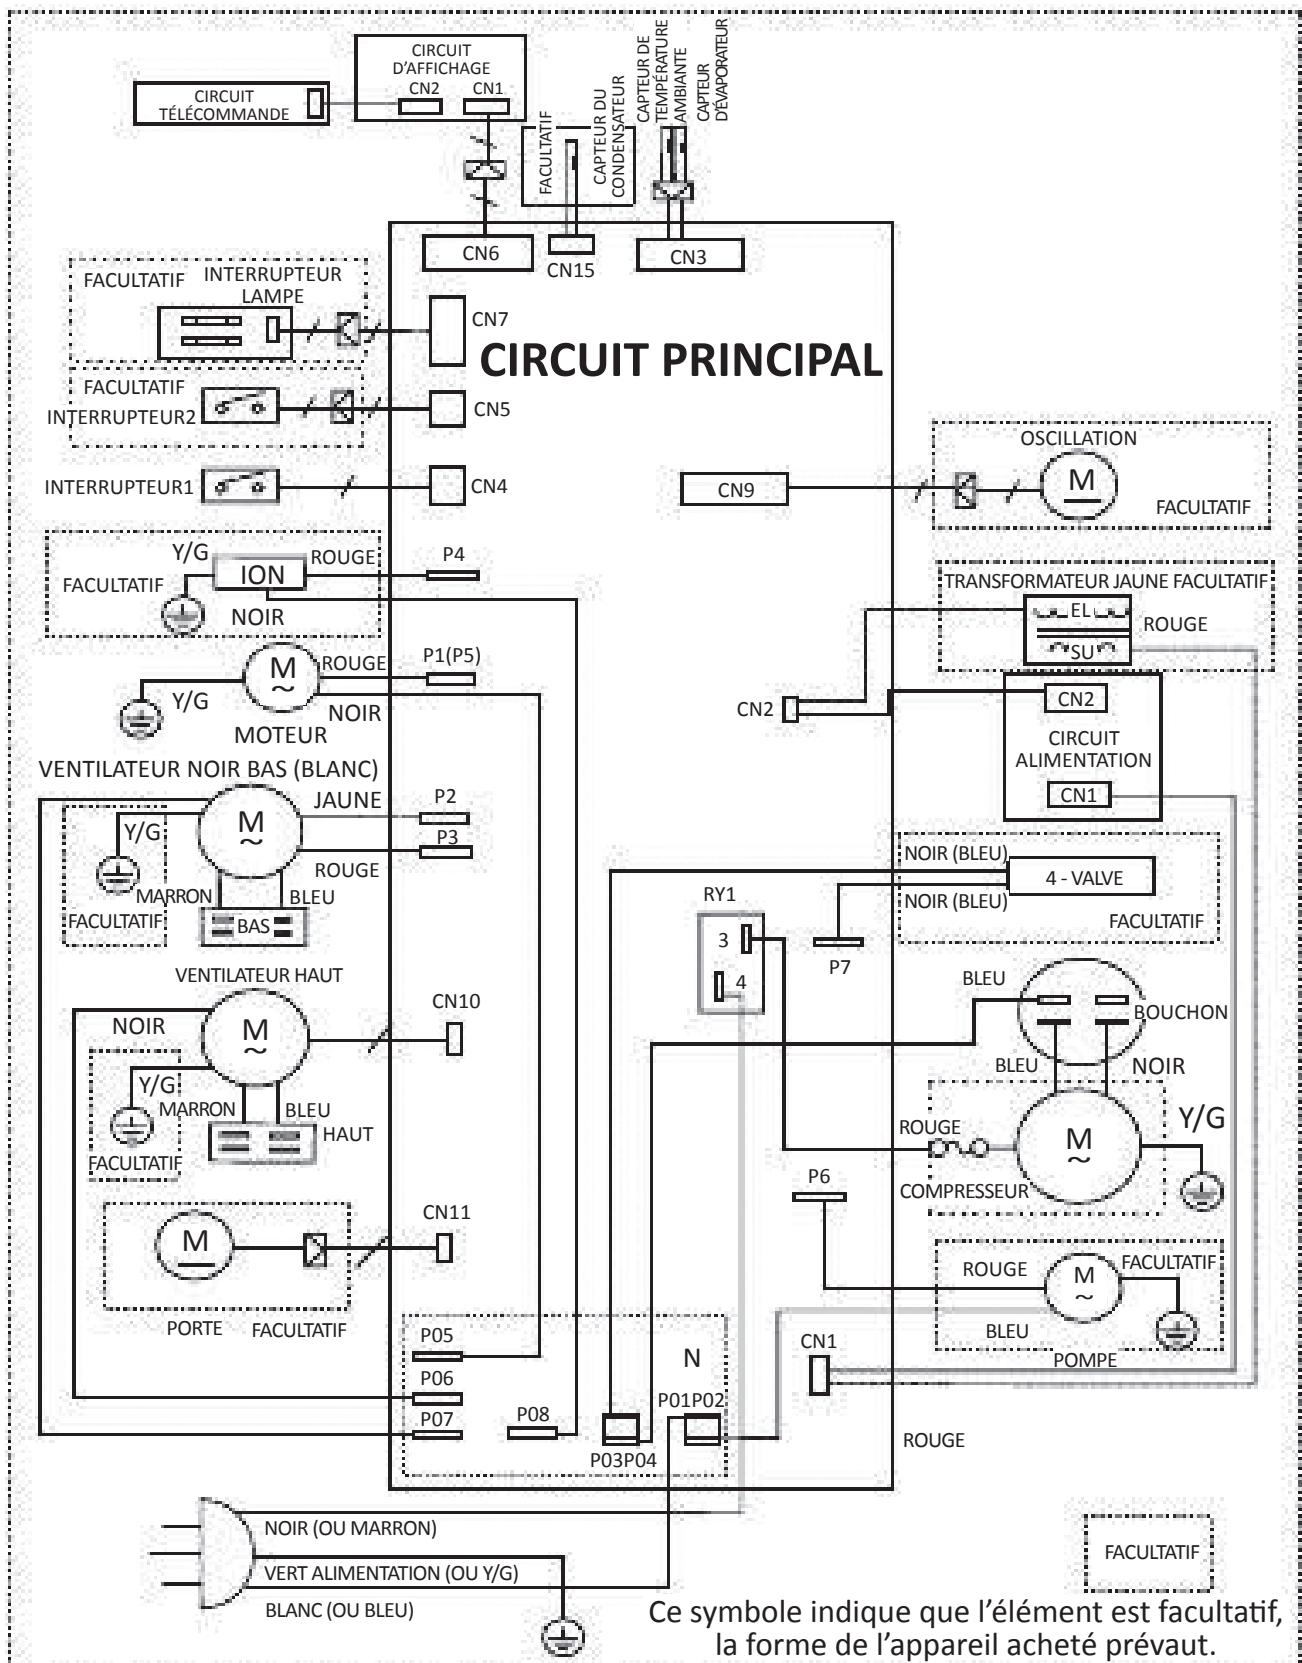 CIRCUIT
D'AFFICHAGE
CN2
CN1
CIRCUIT
TÉLÉCOMMANDE
FACULTATIF
CAPTEUR DU
CONDENSATEUR
CAPTEUR DE
TEMPÉRATURE
AMBIANTE
CAPTEUR
D'ÉVAPORATEUR
CN6
CN15
CN3
FACULTATIF
INTERRUPTEUR
LAMPE
CN7
CIRCUIT PRINCIPAL
FACULTATIF
INTERRUPTEUR2
CN5
INTERRUPTEUR1
CN4
CN9
OSCILLATION
M
FACULTATIF
Y/G
ION
ROUGE
P4
FACULTATIF
NOIR
TRANSFORMATEUR JAUNE FACULTATIF
EL
ROUGE
SU
M
~
ROUGE
P1(P5)
Y/G
NOIR
MOTEUR
CN2
CN2
CIRCUIT
ALIMENTATION
CN1
VENTILATEUR NOIR BAS (BLANC)
JAUNE
P2
M
~
Y/G
P3
ROUGE
MARRON
BLEU
FACULTATIF
BAS
NOIR (BLEU)
4 - VALVE
NOIR (BLEU)
FACULTATIF
RY1
3
4
P7
VENTILATEUR HAUT
CN10
NOIR
M
~
Y/G
MARRON
BLEU
HAUT
FACULTATIF
BLEU
BOUCHON
BLEU
NOIR
Y/G
ROUGE
M
~
COMPRESSEUR
P6
CN11
M
PORTE
FACULTATIF
ROUGE
M
~
FACULTATIF
BLEU
POMPE
CN1
P05
N
P06
P01P02
P07
P08
P03P04
ROUGE
NOIR (OU MARRON)
VERT ALIMENTATION (OU Y/G)
BLANC (OU BLEU)
FACULTATIF
Ce symbole indique que l'élément est facultatif,
la forme de l'appareil acheté prévaut.